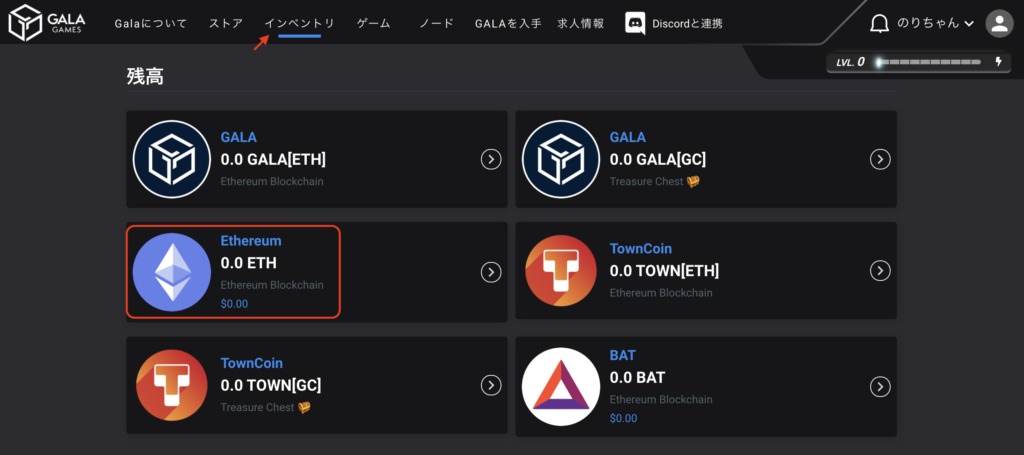 GALA
GAMES
Galaについて ストア インベントリ ゲーム ノード GALAを入手 求人情報 Discordと連携 のりちゃん
LVL. 0
残高
GALA
0.0 GALA[ETH]
Ethereum Blockchain
GALA
0.0 GALA[GC]
Treasure Chest
Ethereum
0.0 ETH
Ethereum Blockchain
$0.00
TownCoin
0.0 TOWN[ETH]
Ethereum Blockchain
TownCoin
0.0 TOWN[GC]
Treasure Chest
BAT
0.0 BAT
Ethereum Blockchain
$0.00